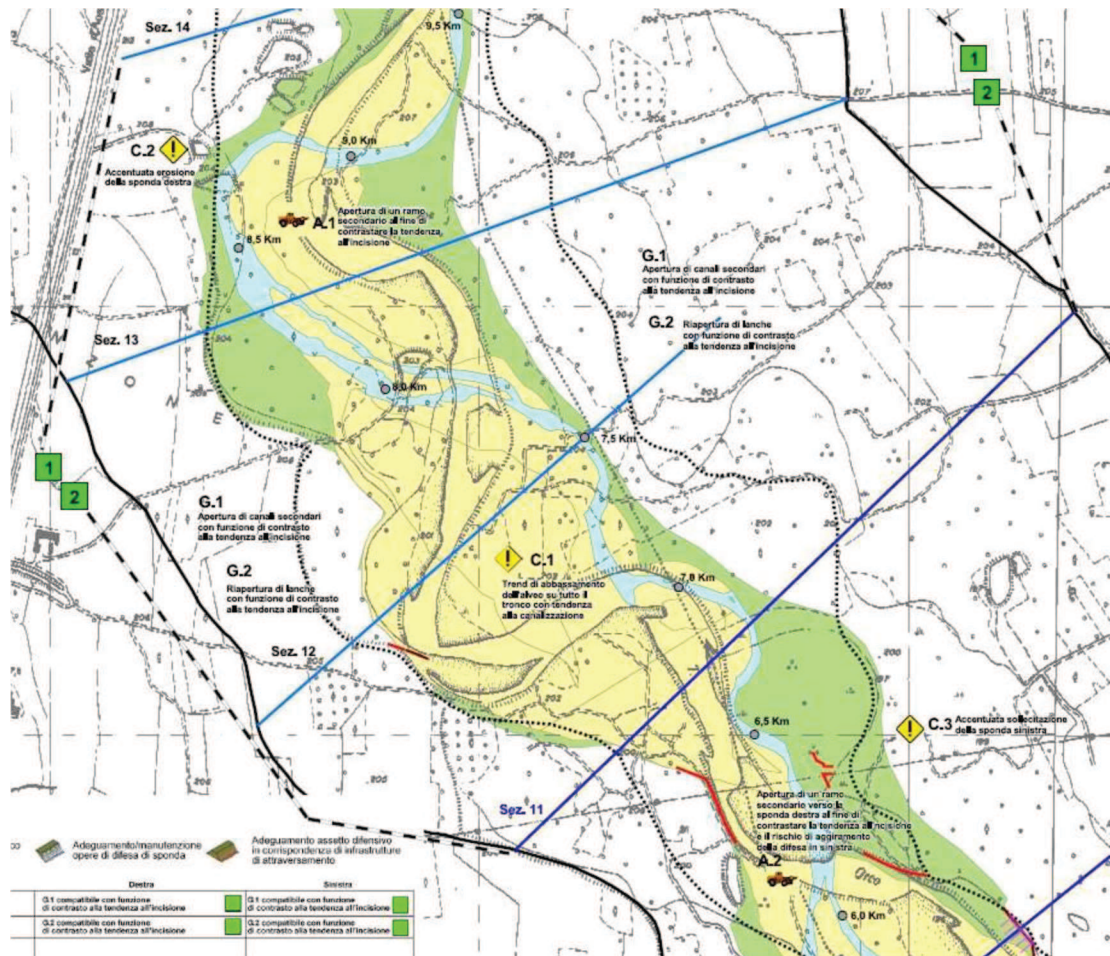 Sez. 14
9,5 Km
1
2
207
C.2
Accentuata erosione
della sponda destra
9,0 Km
207
206
205
204
203
A.1
Apertura di un ramo
secondario al fine di
contrastare la tendenza
all'incisione
8,5 Km
G.1
Apertura di canali secondari
con funzione di contrasto
alla tendenza all'incisione
G.2
Riapertura di lanche
con funzione di contrasto
alla tendenza all'incisione
Sez. 13
N
E
8,0 Km
7,5 Km
1
2
G.1
Apertura di canali secondari
con funzione di contrasto
alla tendenza all'incisione
G.2
Riapertura di lanche
con funzione di contrasto
alla tendenza all'incisione
C.1
Trend di abbassamento
dell'alveo su tutto il
tronco con tendenza
alla canalizzazione
7,0 Km
Sez. 12
205
202
200
6,5 Km
C.3
Accentuata sollecitazione
della sponda sinistra
Sez. 11
Apertura di un ramo
secondario verso la
sponda destra al fine di
contrastare la tendenza all'incisione
e il rischio di aggiramento
della difesa in sinistra
A.2
Orco
6,0 Km
Adeguamento/manutenzione
opere di difesa di sponda
Adeguamento assetto difensivo
in corrispondenza di infrastrutture
di attraversamento
Destra
Sinistra
G.1 compatibile con funzione
di contrasto alla tendenza all'incisione
G.1 compatibile con funzione
di contrasto alla tendenza all'incisione
G.2 compatibile con funzione
di contrasto alla tendenza all'incisione
G.2 compatibile con funzione
di contrasto alla tendenza all'incisione